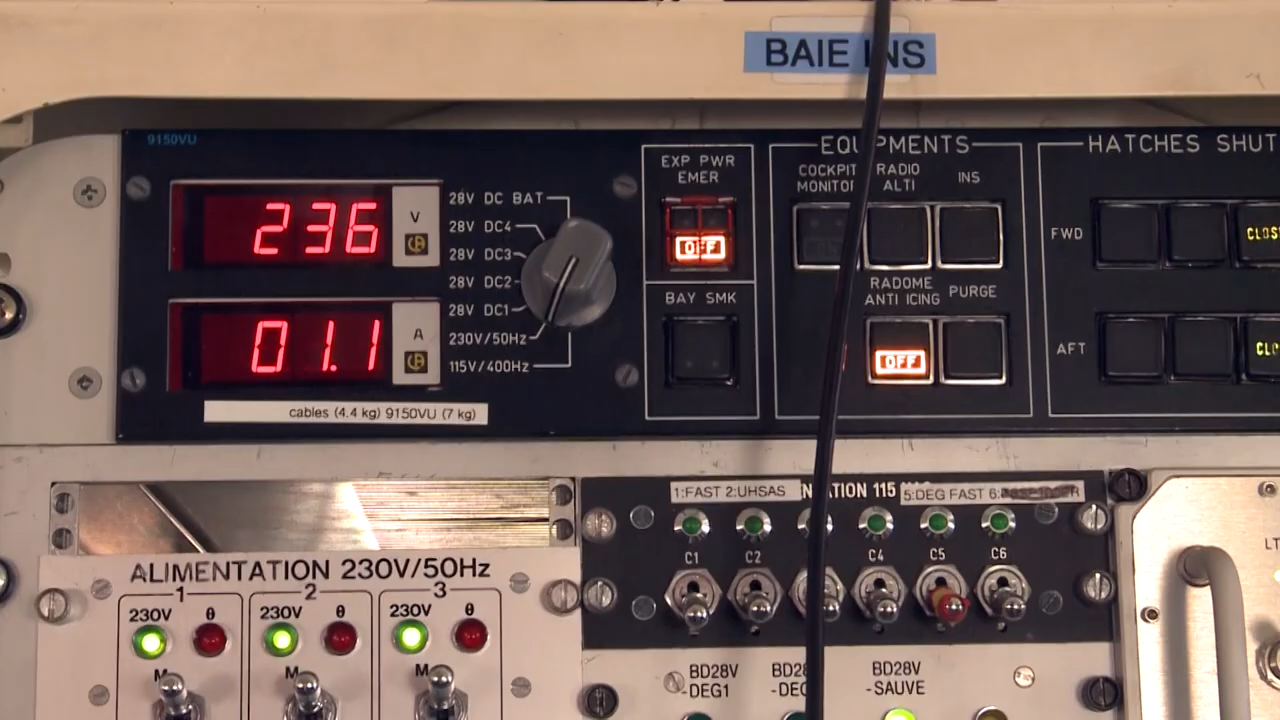 BAIE INS
9150VU
236
V
01.1
A
28V DC BAT
28V DC4
28V DC3
28V DC2
28V DC1
230V/50Hz
115V/400Hz
cables (4.4 kg) 9150VU (7 kg)
EXP PWR
EMER
OFF
BAY SMK
EQUIPMENTS
COCKPIT
MONITOR
RADIO
ALTI
INS
RADOME
ANTI ICING
PURGE
OFF
HATCHES SHUT
FWD
AFT
1:FAST 2:UHSAS
115
5:DEG FAST 6:
C1
C2
C4
C5
C6
ALIMENTATION 230V/50Hz
1
2
3
230V
θ
230V
θ
230V
θ
M
M
M
BD28V
-DEG1
BD28V
-SAUVE
LT